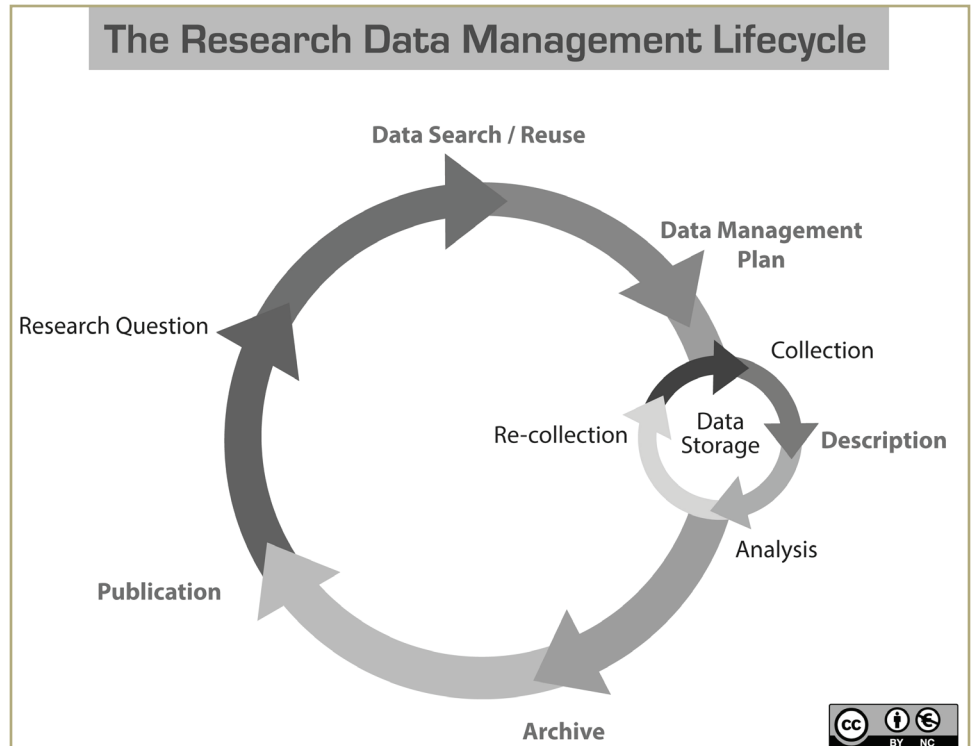 The Research Data Management Lifecycle
Data Search / Reuse
Data Management
Plan
Research Question
Collection
Re-collection
Data
Storage
Description
Analysis
Publication
Archive
cc
BY NC